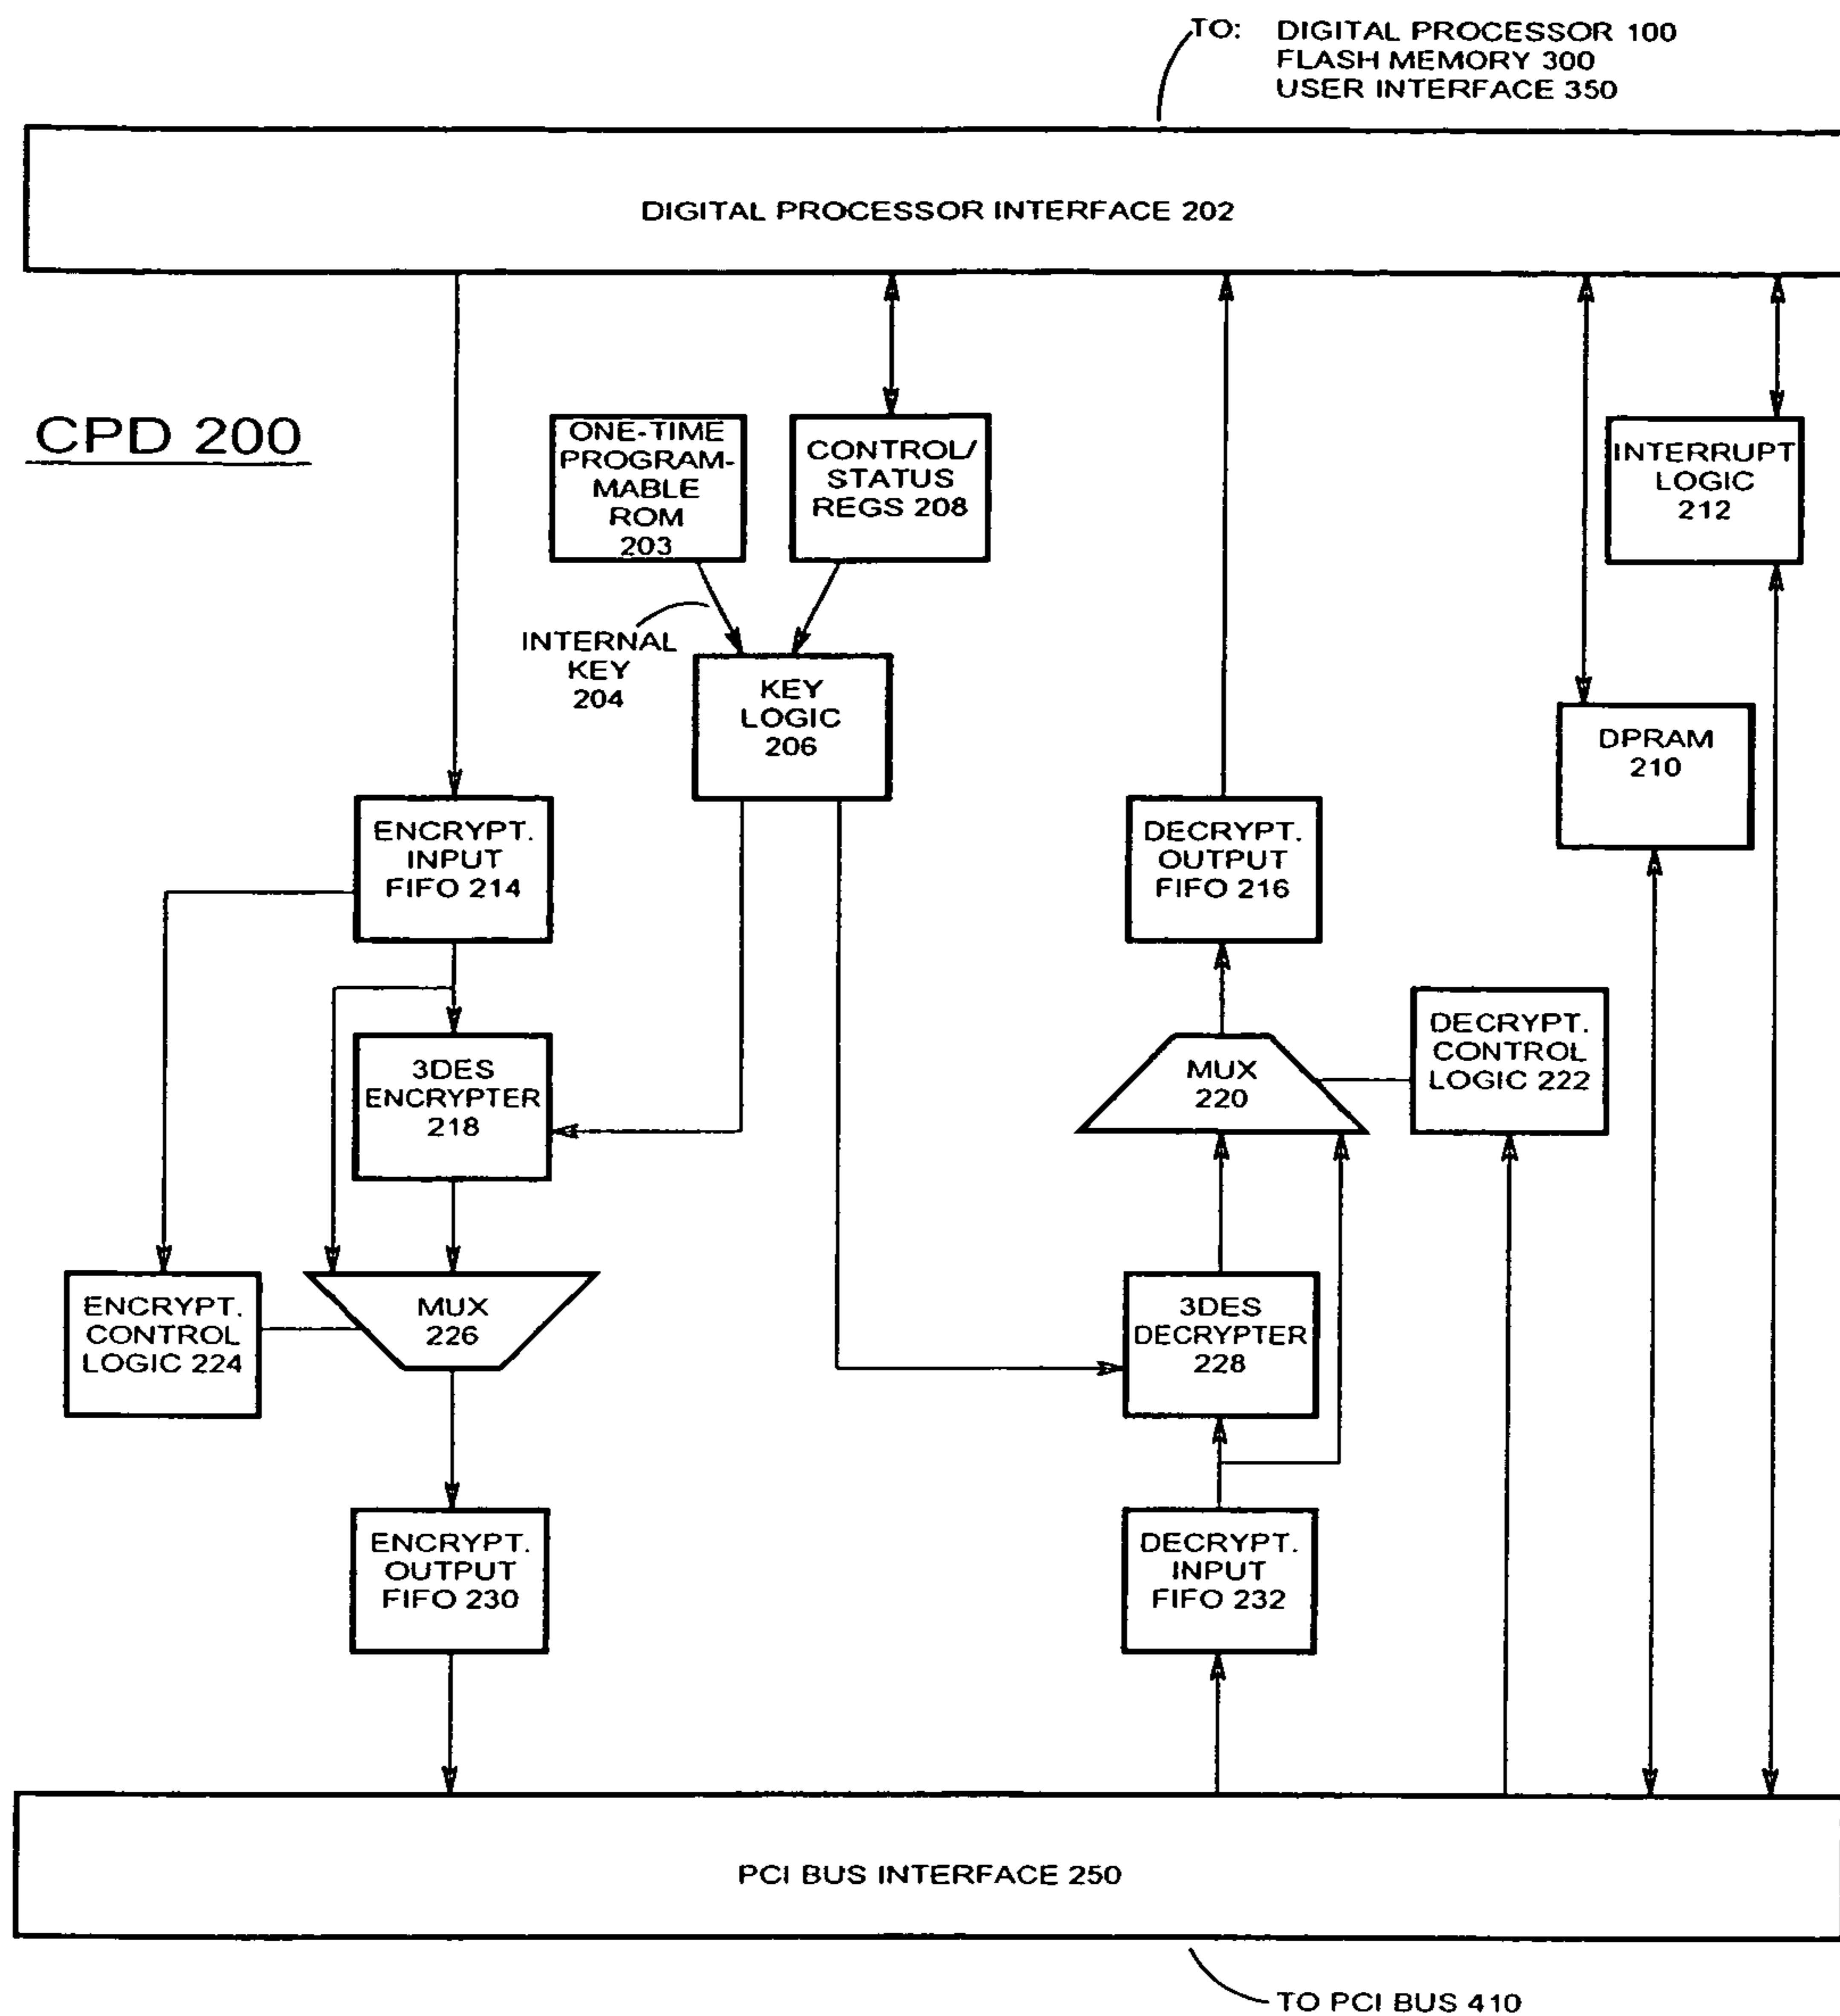 TO: DIGITAL PROCESSOR 100
FLASH MEMORY 300
USER INTERFACE 350
DIGITAL PROCESSOR INTERFACE 202
CPD 200
ONE-TIME
PROGRAM-
MABLE
ROM
203
CONTROL/
STATUS
REGS 208
INTERRUPT
LOGIC
212
INTERNAL
KEY
204
KEY
LOGIC
206
DPRAM
210
ENCRYPT.
INPUT
FIFO 214
DECRYPT.
OUTPUT
FIFO 216
3DES
ENCRYPTER
218
MUX
220
DECRYPT.
CONTROL
LOGIC 222
ENCRYPT.
CONTROL
LOGIC 224
MUX
226
3DES
DECRYPTER
228
ENCRYPT.
OUTPUT
FIFO 230
DECRYPT.
INPUT
FIFO 232
PCI BUS INTERFACE 250
TO PCI BUS 410